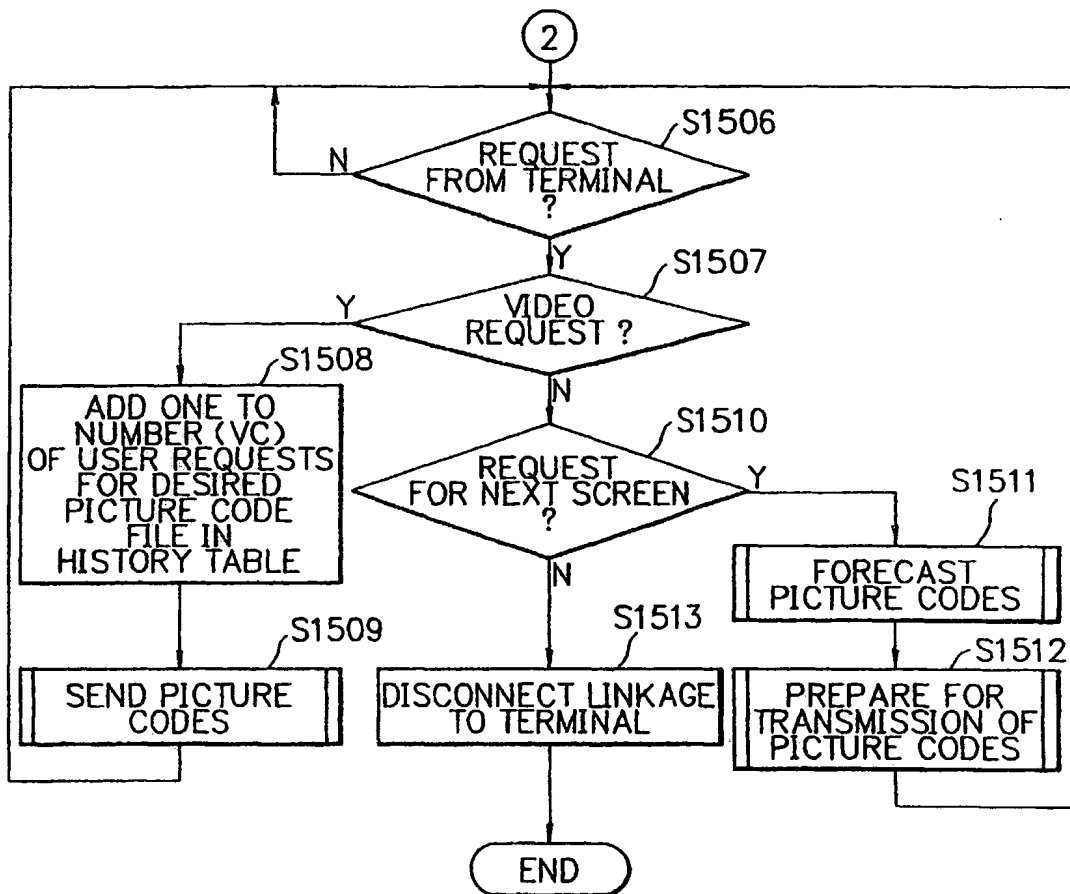 2
S1506
REQUEST
FROM TERMINAL
?
N
Y
S1507
VIDEO
REQUEST ?
Y
N
S1508
ADD ONE TO
NUMBER (VC)
OF USER REQUESTS
FOR DESIRED
PICTURE CODE
FILE IN
HISTORY TABLE
S1510
REQUEST
FOR NEXT SCREEN
?
Y
N
S1511
FORECAST
PICTURE CODES
S1509
SEND PICTURE
CODES
S1513
DISCONNECT LINKAGE
TO TERMINAL
S1512
PREPARE FOR
TRANSMISSION OF
PICTURE CODES
END